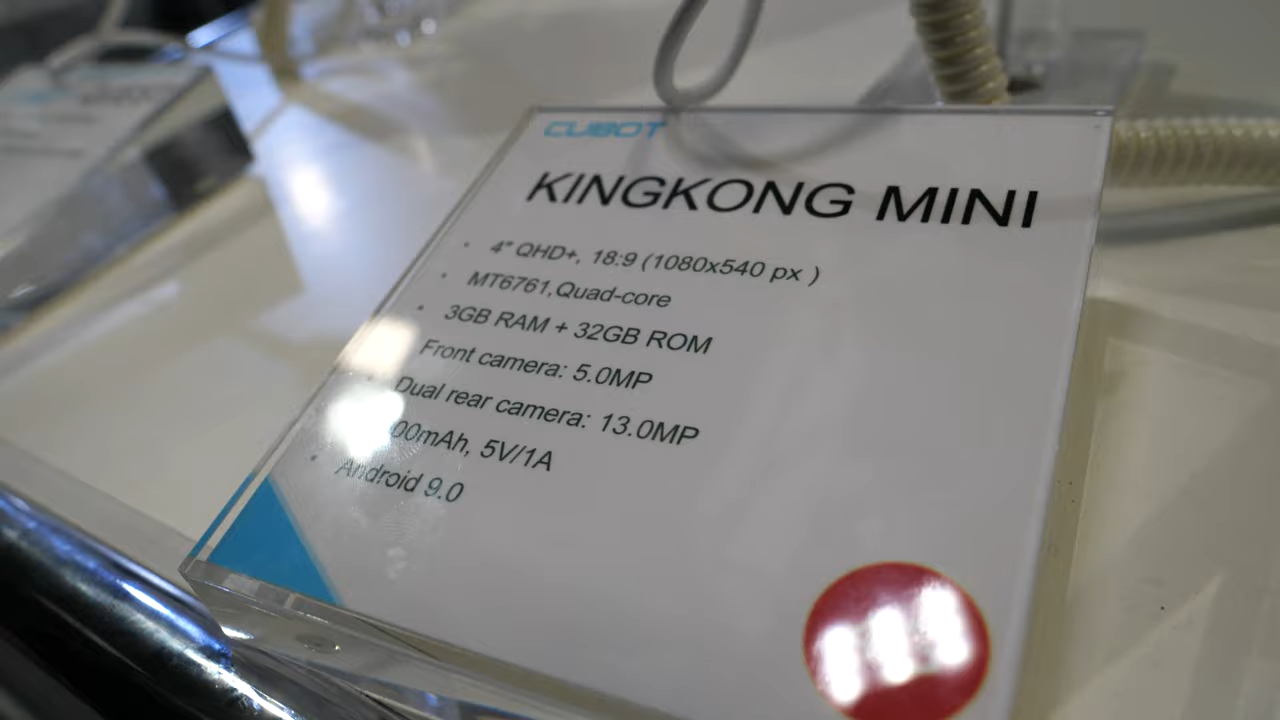 CUBOT
KINGKONG MINI
4" QHD+, 18:9 (1080x540 px )
MT6761,Quad-core
3GB RAM + 32GB ROM
Front camera: 5.0MP
Dual rear camera: 13.0MP
5V/1A
Android 9.0